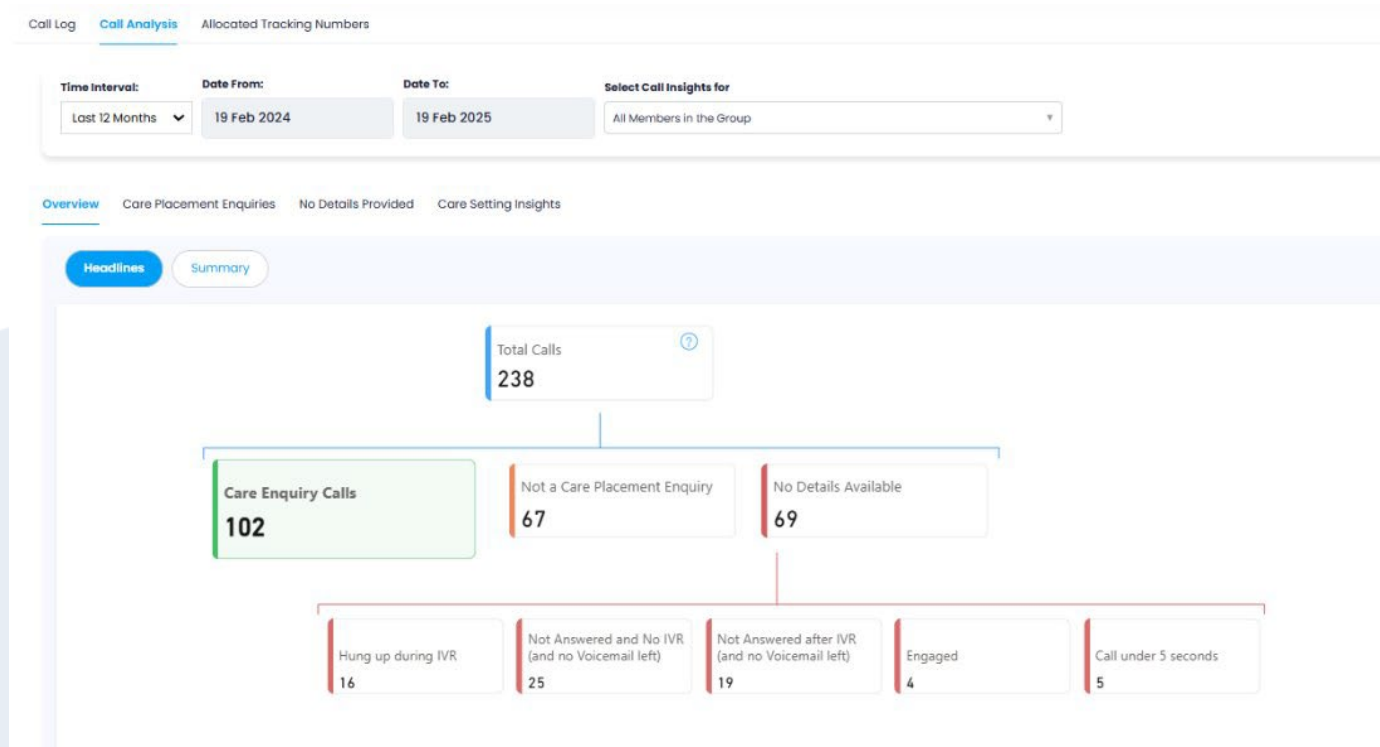 Call Log Call Analysis Allocated Tracking Numbers
Time Interval: Date From: Date To: Select Call Insights for
Last 12 Months 19 Feb 2024 19 Feb 2025 All Members in the Group
Overview Care Placement Enquiries No Details Provided Care Setting Insights
Headlines Summary
Total Calls ?
238
Care Enquiry Calls
102
Not a Care Placement Enquiry
67
No Details Available
69
Hung up during IVR
16
Not Answered and No IVR
(and no Voicemail left)
25
Not Answered after IVR
(and no Voicemail left)
19
Engaged
4
Call under 5 seconds
5